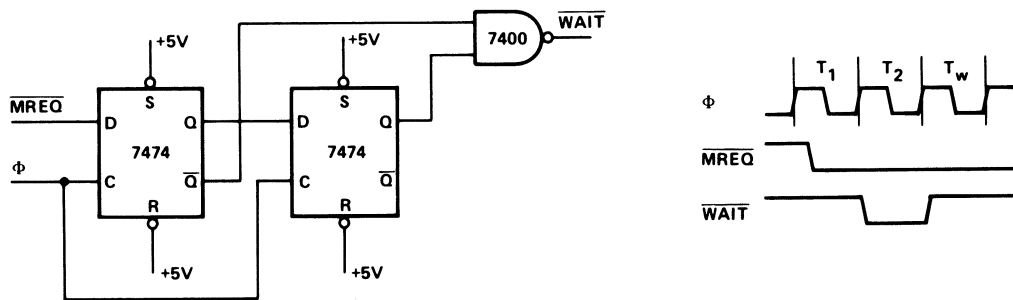 +5V
+5V
7400
WAIT
MREQ
Φ
S
D
Q
7474
C
Q
R
+5V
S
D
Q
7474
C
Q
R
+5V
T1
T2
Tw
Φ
MREQ
WAIT